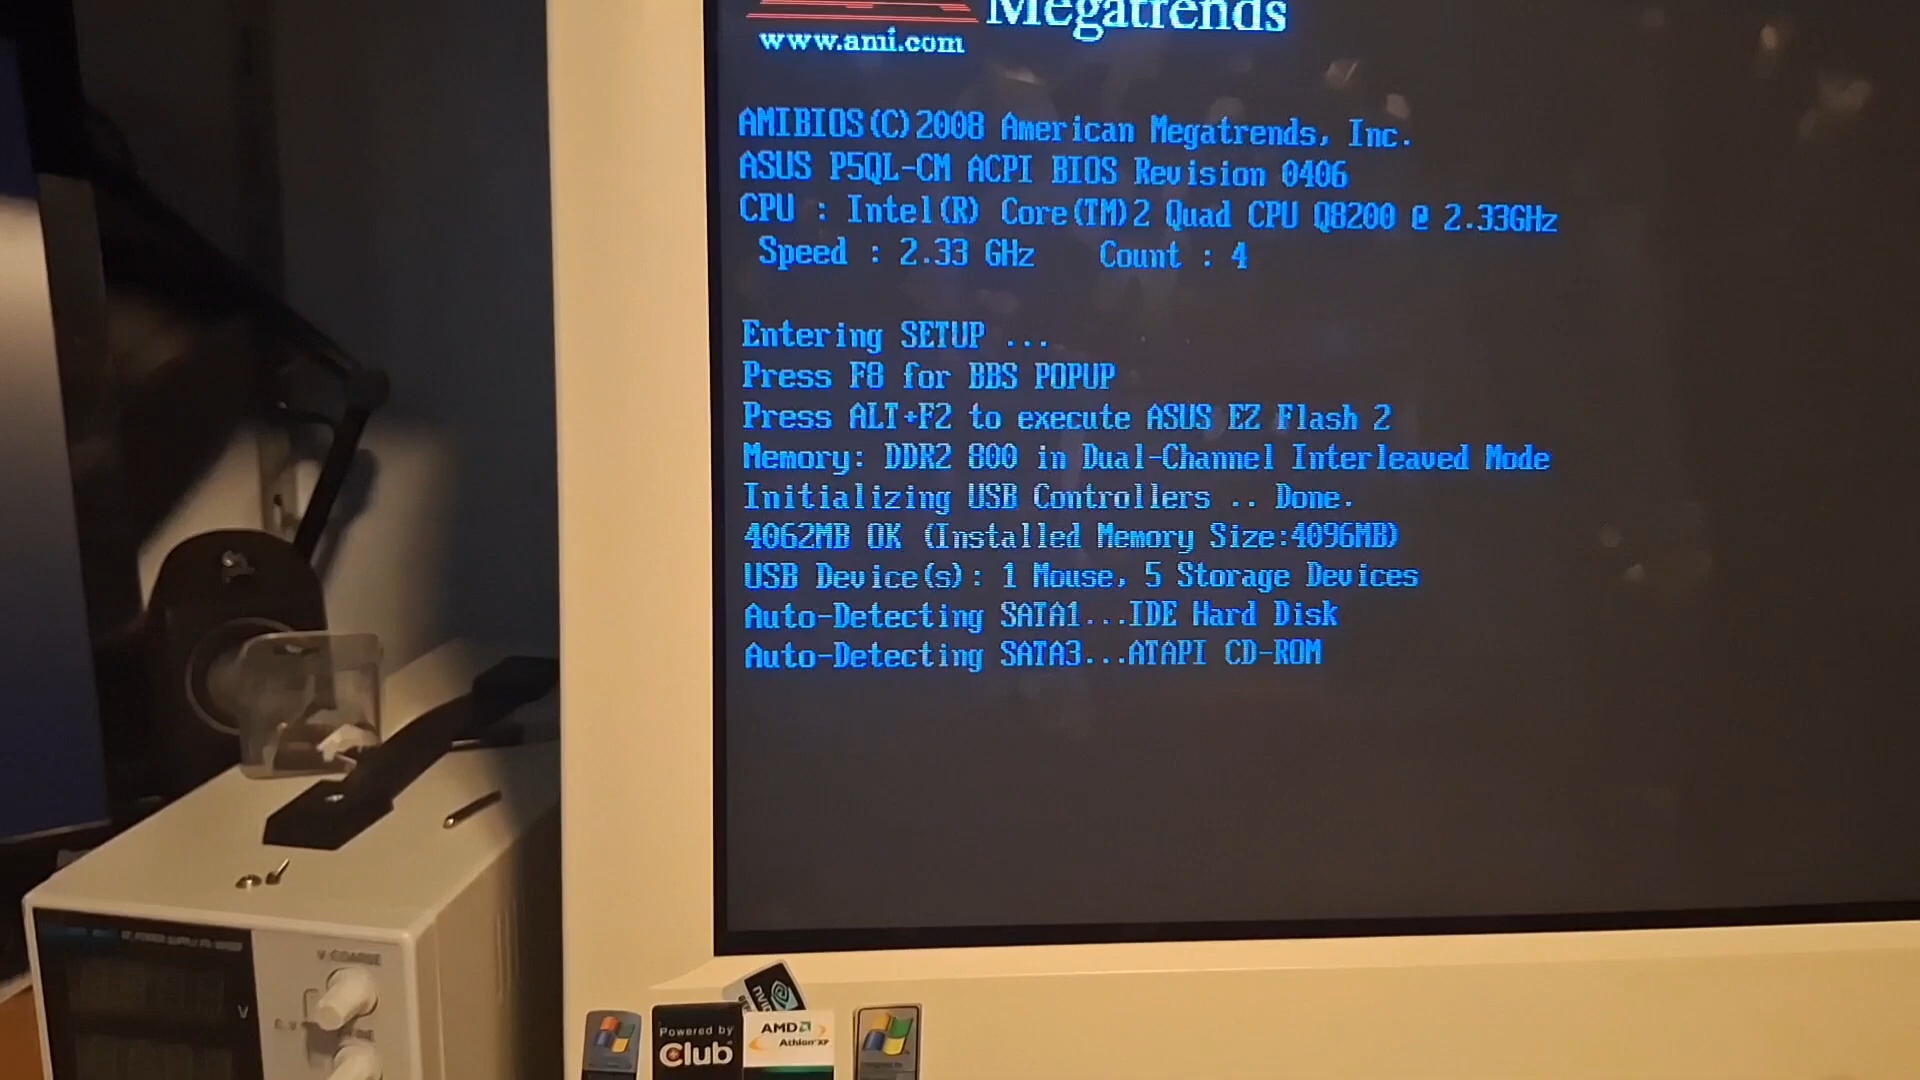 Megatrends
www.ami.com
AMIBIOS(C)2008 American Megatrends, Inc.
ASUS P5QL-CM ACPI BIOS Revision 0406
CPU : Intel(R) Core(TM)2 Quad CPU Q8200 @ 2.33GHz
Speed : 2.33 GHz Count : 4
Entering SETUP ...
Press F8 for BBS POPUP
Press ALT+F2 to execute ASUS EZ Flash 2
Memory: DDR2 800 in Dual-Channel Interleaved Mode
Initializing USB Controllers .. Done.
4062MB OK (Installed Memory Size:4096MB)
USB Device(s): 1 Mouse, 5 Storage Devices
Auto-Detecting SATA1...IDE Hard Disk
Auto-Detecting SATA3...ATAPI CD-ROM
V COARSE
V
Powered by
Club
AMD
Athlon XP